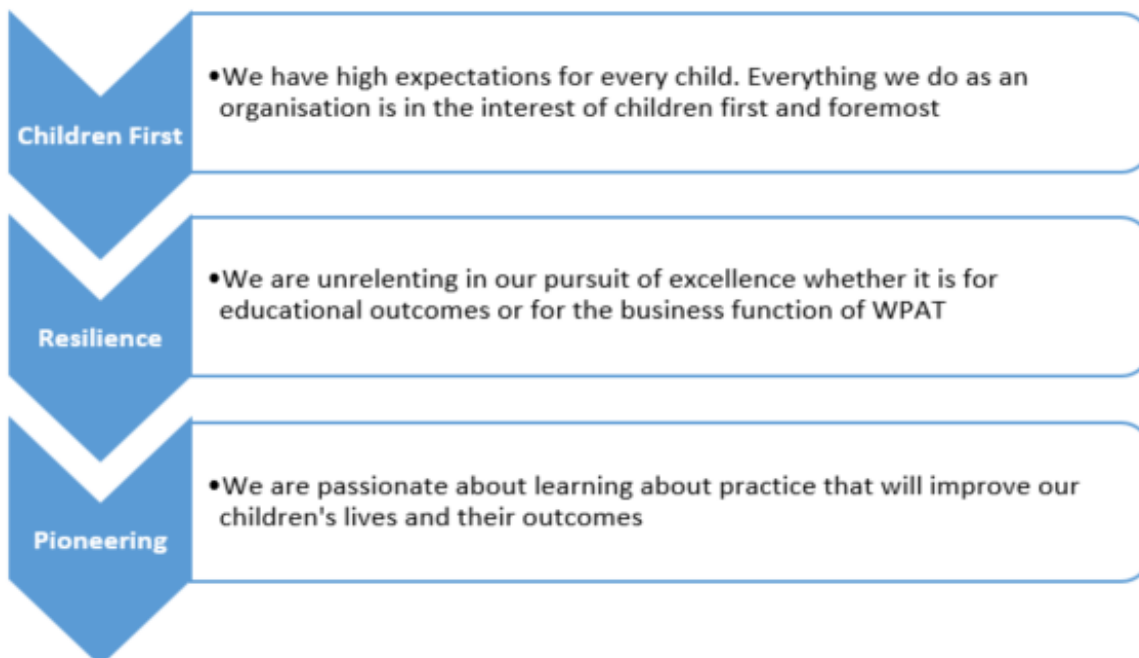 Children First
•We have high expectations for every child. Everything we do as an
organisation is in the interest of children first and foremost
Resilience
•We are unrelenting in our pursuit of excellence whether it is for
educational outcomes or for the business function of WPAT
Pioneering
•We are passionate about learning about practice that will improve our
children's lives and their outcomes